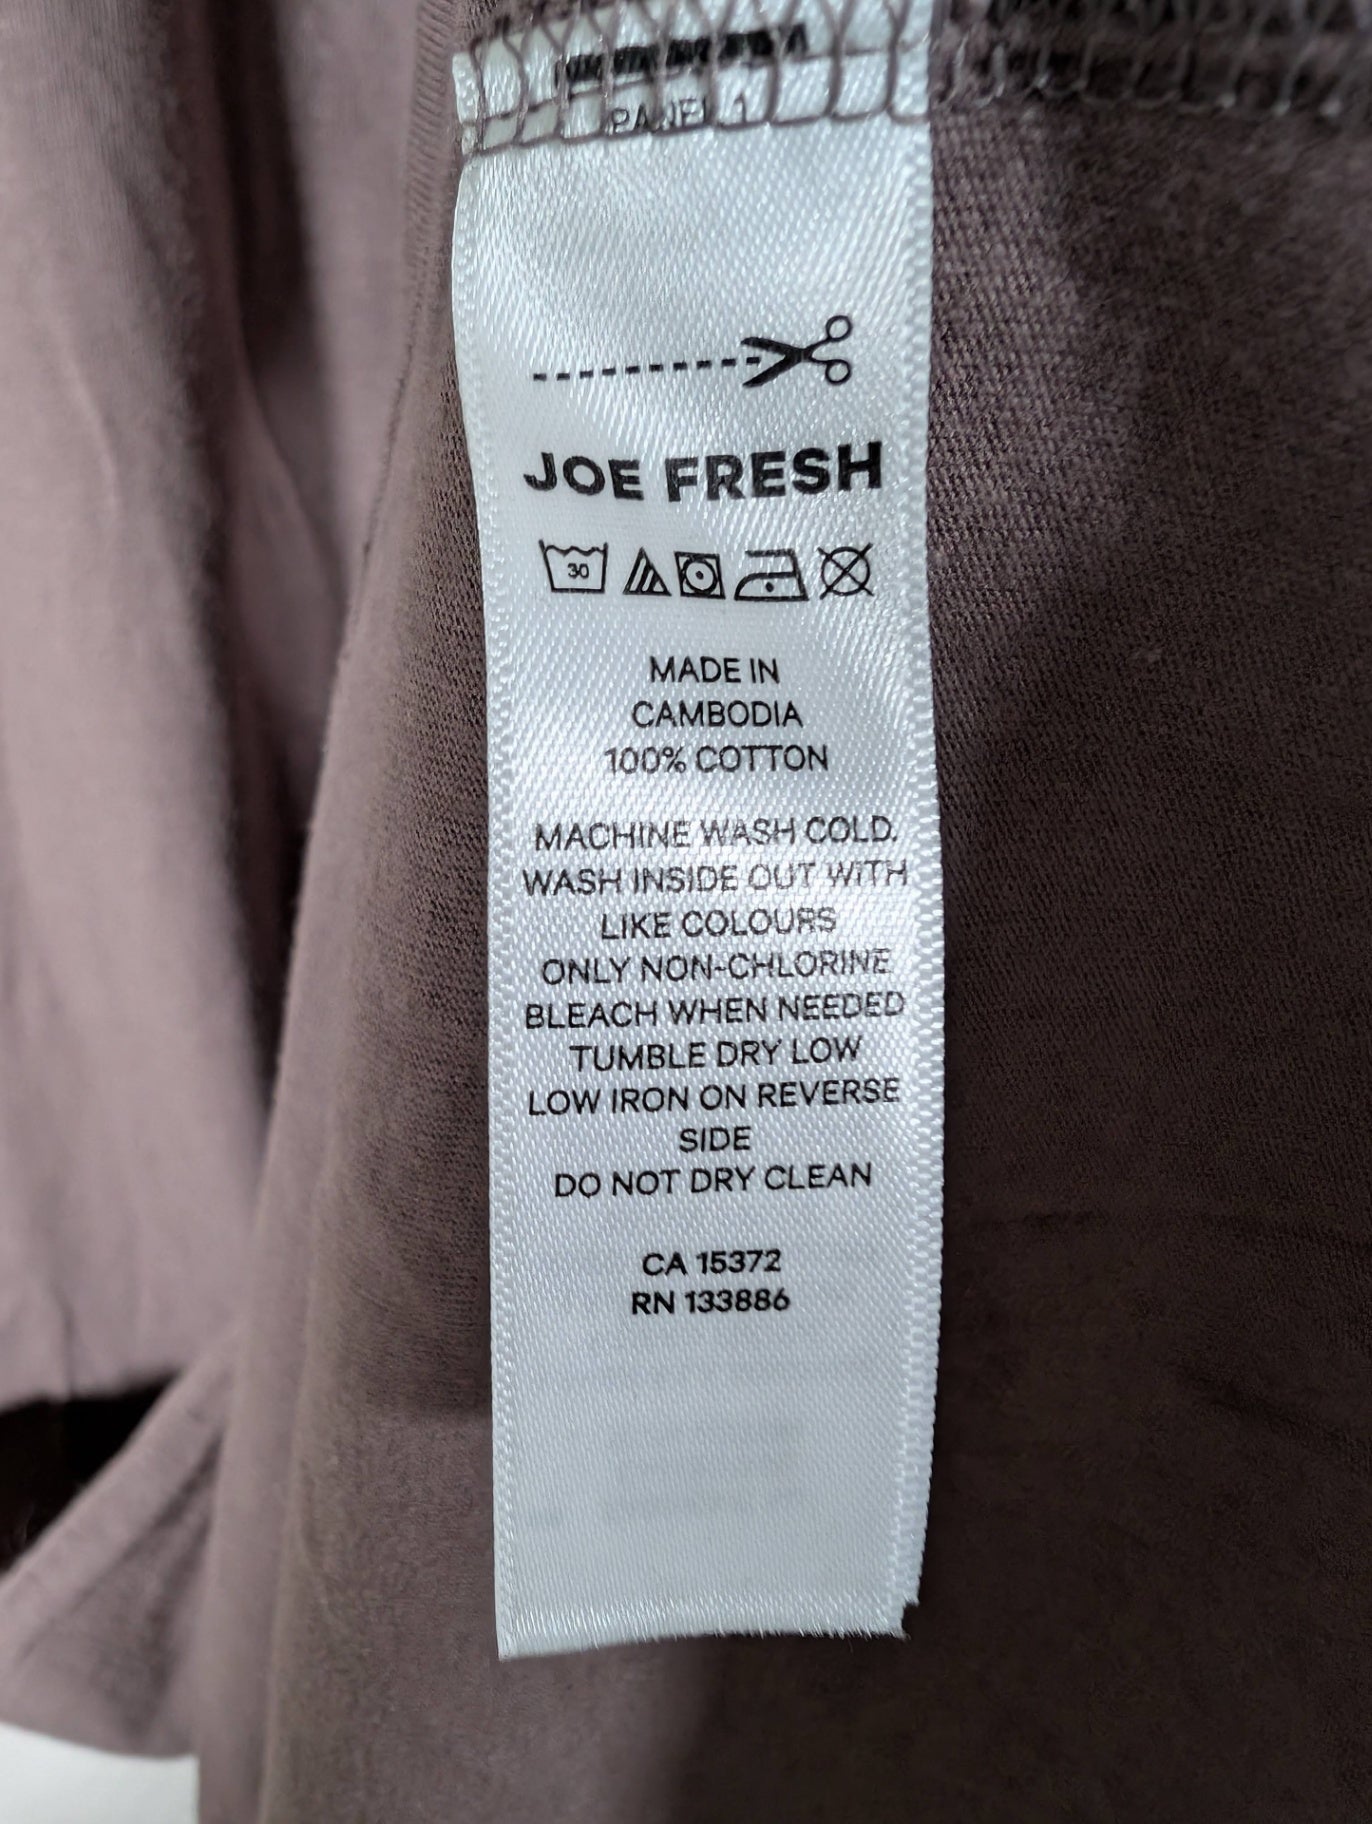 PANEL 1
JOE FRESH
30
MADE IN
CAMBODIA
100% COTTON
MACHINE WASH COLD.
WASH INSIDE OUT WITH
LIKE COLOURS
ONLY NON-CHLORINE
BLEACH WHEN NEEDED
TUMBLE DRY LOW
LOW IRON ON REVERSE
SIDE
DO NOT DRY CLEAN
CA 15372
RN 133886